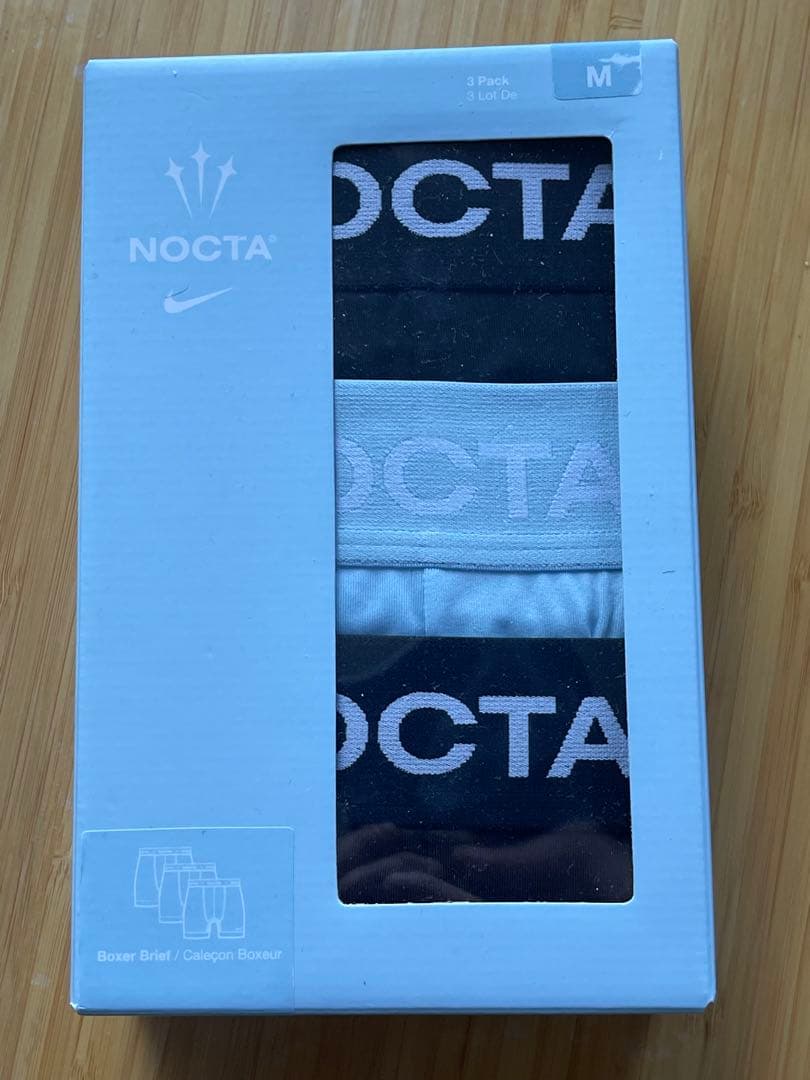 3 Pack
3 Lot De
M
NOCTA®
OCTA
OCTA
OCTA
Boxer Brief / Caleçon Boxeur